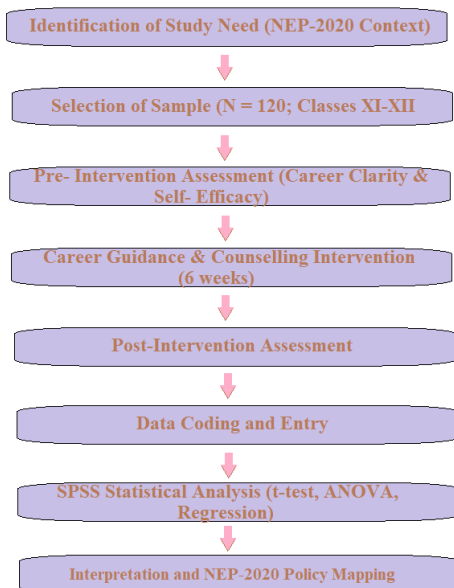 Identification of Study Need (NEP-2020 Context)
Selection of Sample (N = 120; Classes XI-XII
Pre- Intervention Assessment (Career Clarity &
Self- Efficacy)
Career Guidance & Counselling Intervention
(6 weeks)
Post-Intervention Assessment
Data Coding and Entry
SPSS Statistical Analysis (t-test, ANOVA,
Regression)
Interpretation and NEP-2020 Policy Mapping